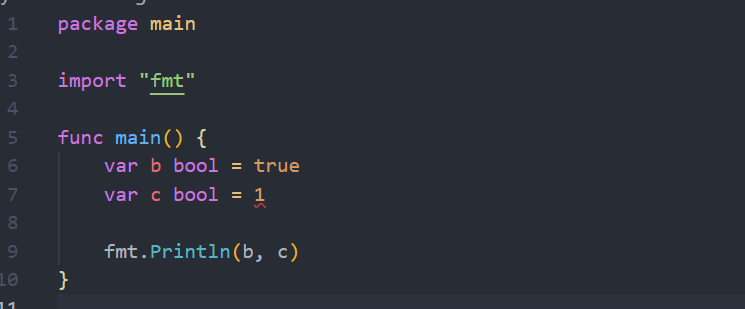 1 package main
2
3 import "fmt"
4
5 func main() {
6 var b bool = true
7 var c bool = 1
8
9 fmt.Println(b, c)
10 }
11